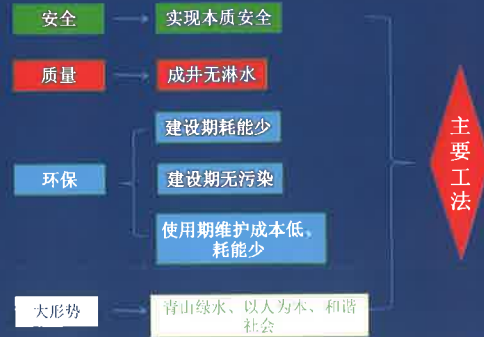 安全
实现本质安全
质量
成井无淋水
环保
建设期耗能少
建设期无污染
使用期维护成本低、
耗能少
大形势
青山绿水、以人为本、和谐
社会
主要工法